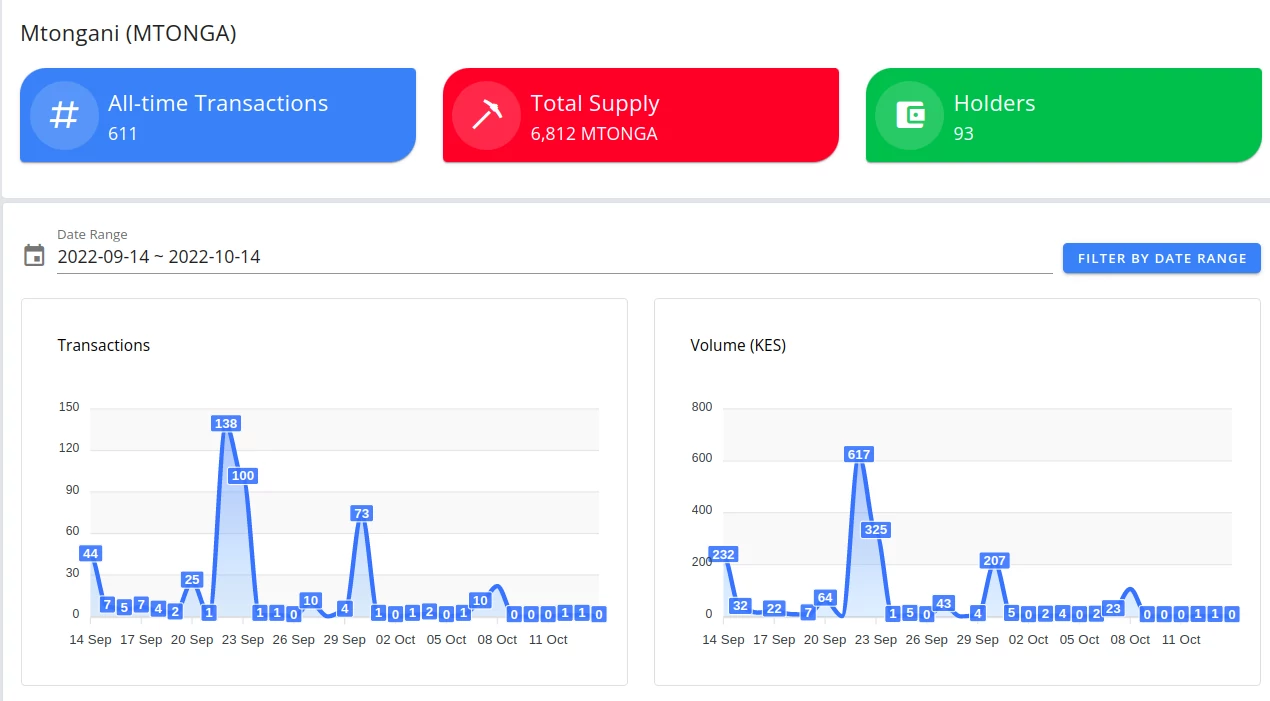 Mtongani (MTONGA)
All-time Transactions
611
Total Supply
6,812 MTONGA
Holders
93
Date Range
2022-09-14 ~ 2022-10-14
FILTER BY DATE RANGE
Transactions
150
120
90
60
30
0
44 7 5 7 4 2 25 1 138 100 1 1 0 10 4 73 1 0 1 2 0 1 10 0 0 0 1 1 0
14 Sep 17 Sep 20 Sep 23 Sep 26 Sep 29 Sep 02 Oct 05 Oct 08 Oct 11 Oct
Volume (KES)
800
600
400
200
0
232 32 22 7 64 617 325 1 5 0 43 4 207 5 0 2 4 0 2 23 0 0 0 1 1 0
14 Sep 17 Sep 20 Sep 23 Sep 26 Sep 29 Sep 02 Oct 05 Oct 08 Oct 11 Oct